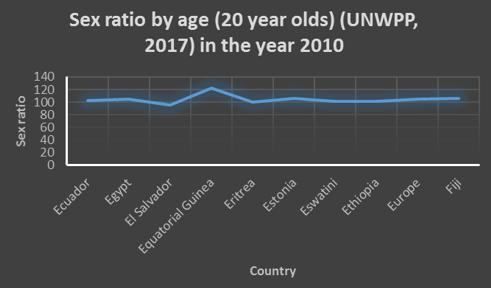 Sex ratio by age (20 year olds) (UNWPP,
2017) in the year 2010
Sex ratio
140
120
100
80
60
40
20
0
Ecuador
Egypt
El Salvador
Equatorial Guinea
Eritrea
Estonia
Eswatini
Ethiopia
Europe
Fiji
Country